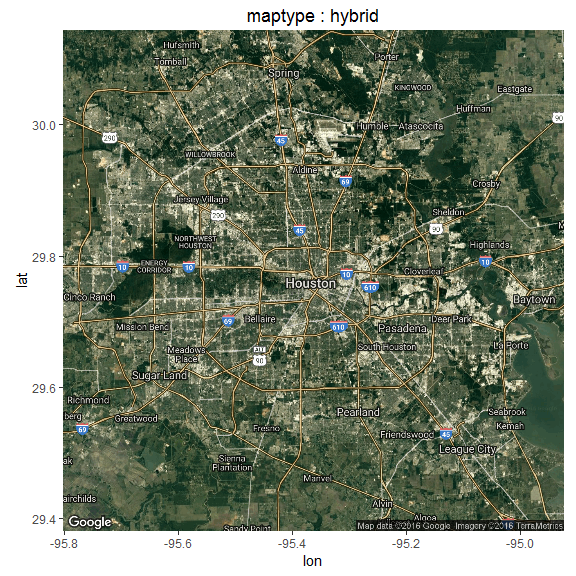 maptype : hybrid
Hufsmith
Tomball
Porter
Spring
KINGWOOD
Eastgate
Huffman
90
30.0
290
45
Humble
Atascocita
WILLOWBROOK
Aldine
69
Crosby
Jersey Village
290
Sheldon
45
90
NORTHWEST
HOUSTON
Highlands
29.8
10
ENERGY
CORRIDOR
10
10
Cloverleaf
10
lat
Houston
610
Cinco Ranch
Baytown
69
Bellaire
610
Deer Park
Mission Bend
Pasadena
Meadows
Place
ALT
90
South Houston
La Porte
29.6
Sugar Land
Richmond
Pearland
Seabrook
berg
Greatwood
Kemah
69
Fresno
Friendswood
45
League City
Sienna
Plantation
ak
Manvel
airchilds
Alvin
Algoa
29.4
Google
Sandy Point
Map data ©2016 Google Imagery ©2016 TerraMetrics
-95.8
-95.6
-95.4
-95.2
-95.0
lon